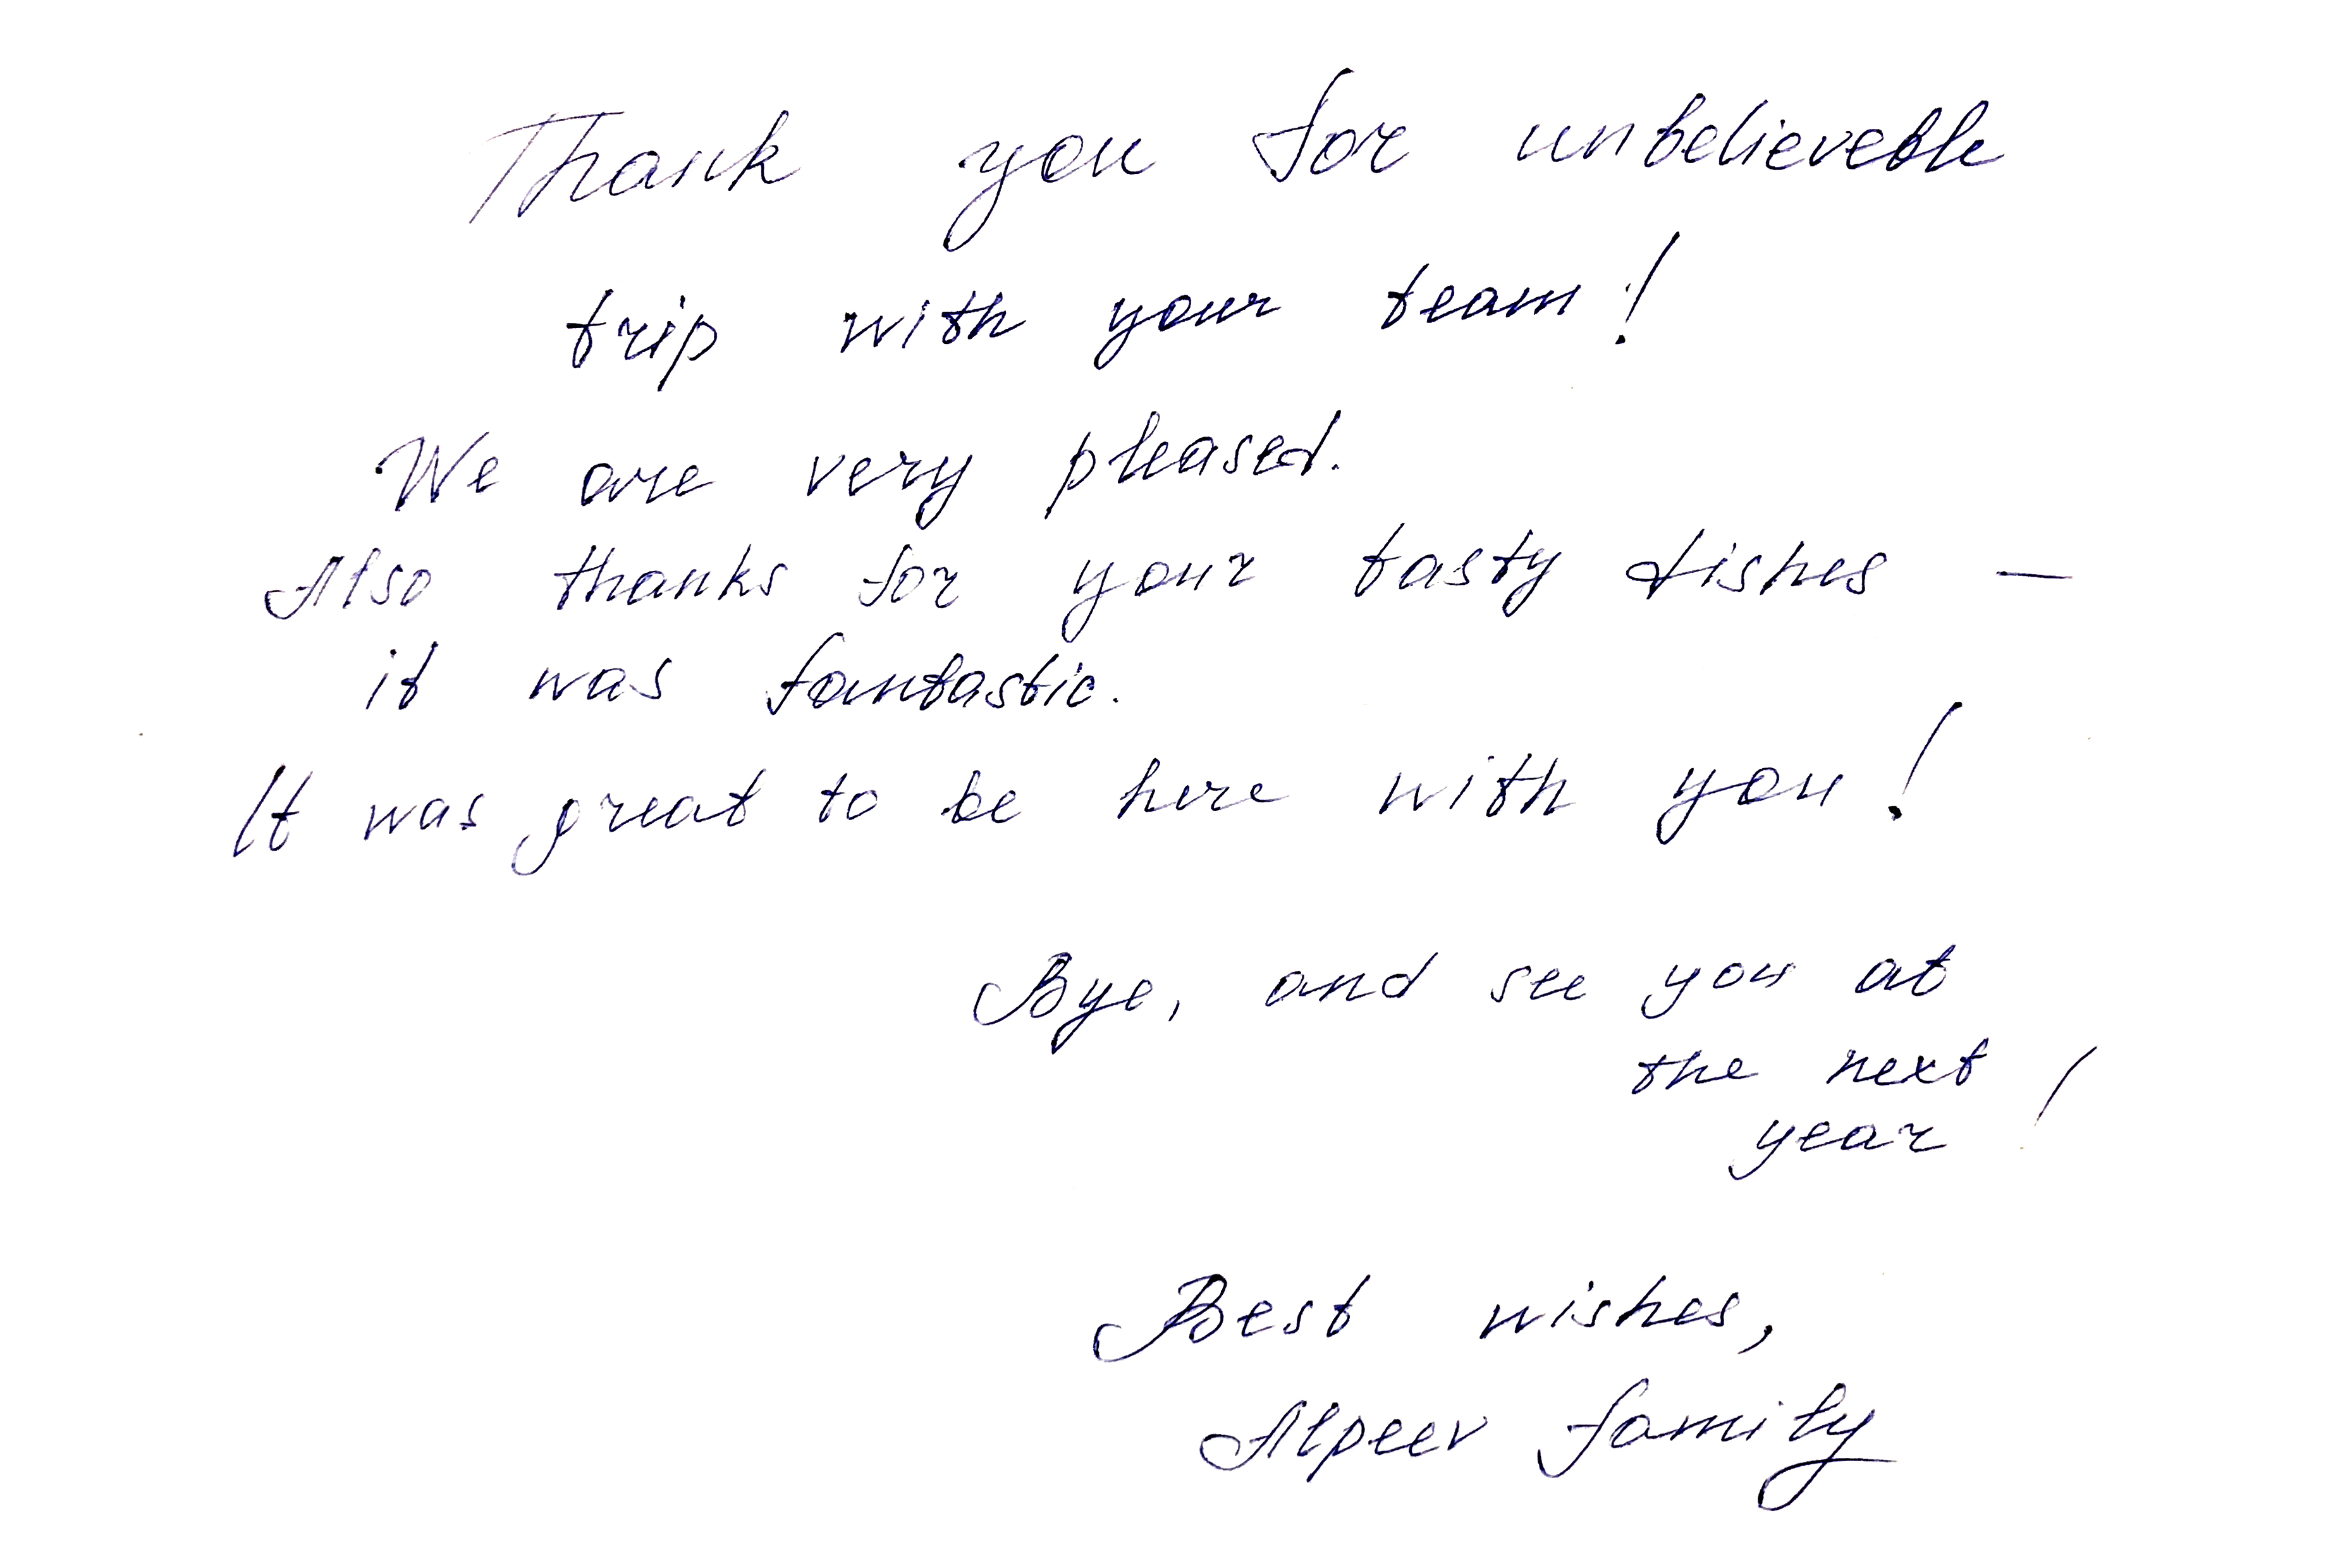 Thank you for unbelieveable
trip with your team!
We are very pleased.
Also thanks for your tasty dishes —
it was fantastic.
It was great to be here with you!
Bye, and see you at
the next
year!
Best wishes,
Alpeev family